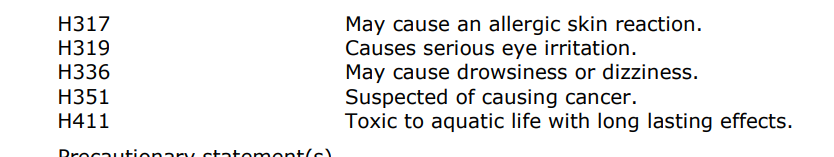 H317 May cause an allergic skin reaction.
H319 Causes serious eye irritation.
H336 May cause drowsiness or dizziness.
H351 Suspected of causing cancer.
H411 Toxic to aquatic life with long lasting effects.
Precautionary statement(s)